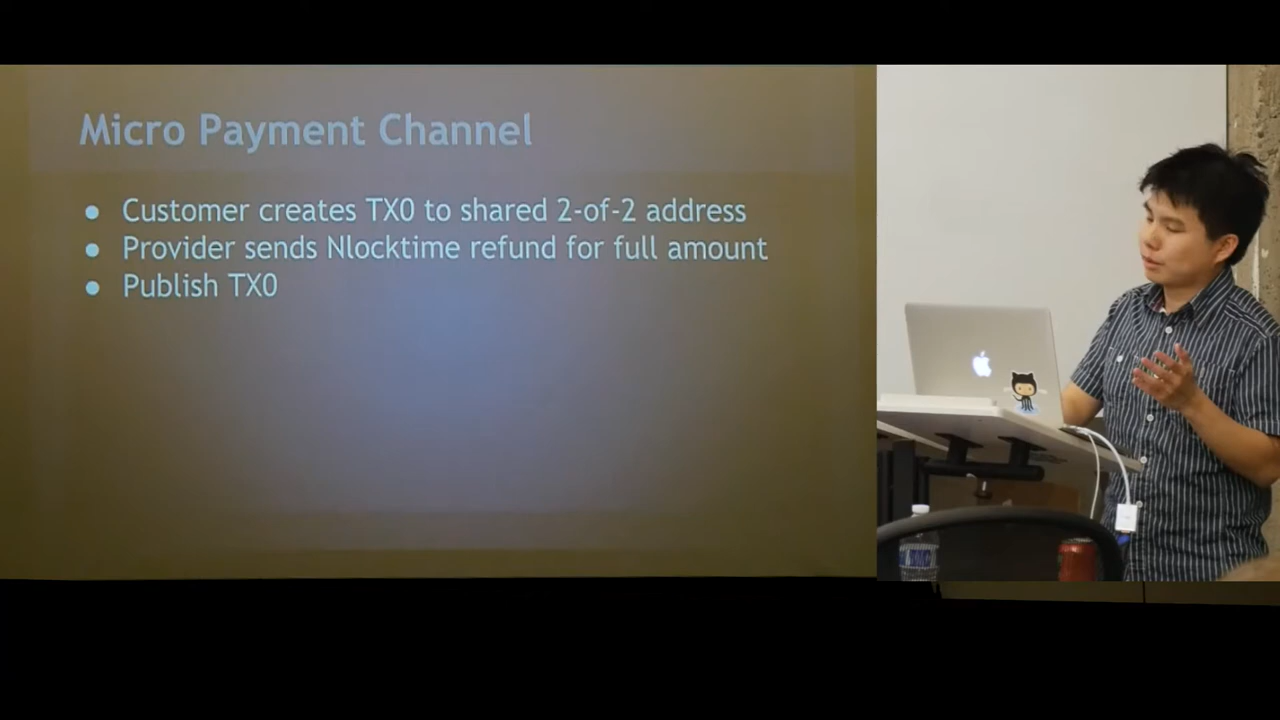 Micro Payment Channel
● Customer creates TX0 to shared 2-of-2 address
● Provider sends Nlocktime refund for full amount
● Publish TX0